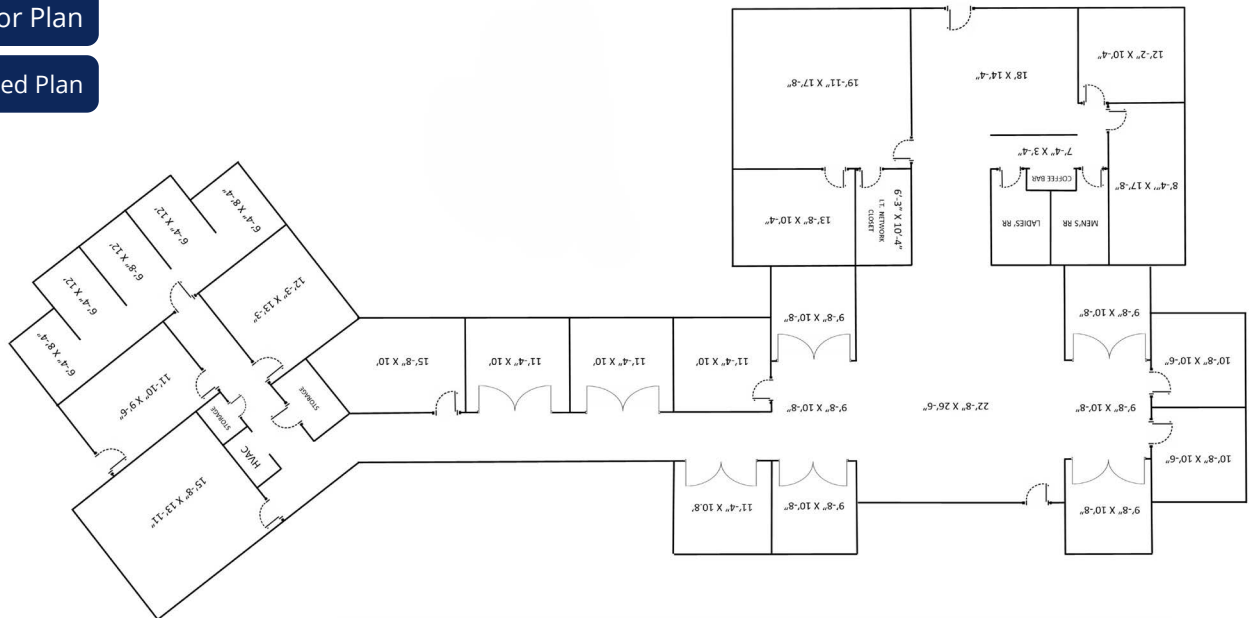 or Plan
ed Plan
19'-11" X 17'-8"
18' X 14'-4"
12'-2" X 10'-4"
7'-4" X 3'-4"
COFFEE BAR
8'-4" X 17'-8"
13'-8" X 10'-4"
6'-3" X 10'-4"
I.T. NETWORK
CLOSET
LADIES' RR
MEN'S RR
6'-4" X 8'-4"
6'-4" X 12'
6'-8" X 12'
6'-4" X 12'
6'-4" X 8'-4"
12'-3" X 13'-3"
11'-10" X 9'-6"
STORAGE
STORAGE
HVAC
15'-8" X 13'-11"
15'-8" X 10'
11'-4" X 10'
11'-4" X 10'
11'-4" X 10'
9'-8" X 10'-8"
9'-8" X 10'-8"
10'-8" X 10'-6"
9'-8" X 10'-8"
22'-8" X 26'-6"
9'-8" X 10'-8"
10'-8" X 10'-6"
11'-4" X 10.8'
9'-8" X 10'-8"
9'-8" X 10'-8"